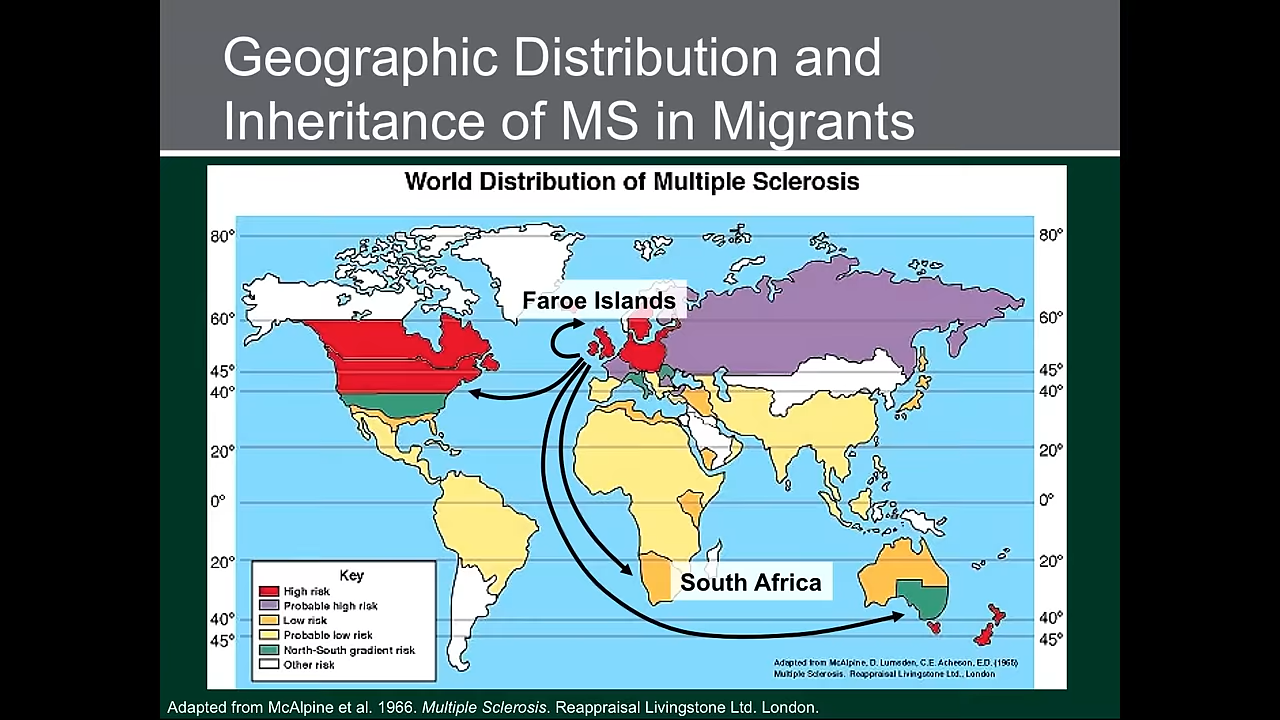 Geographic Distribution and
Inheritance of MS in Migrants
World Distribution of Multiple Sclerosis
80° 80°
Faroe Islands
60° 60°
45° 45°
40° 40°
20° 20°
0° 0°
20° 20°
South Africa
Key
High risk
Probable high risk
Low risk
Probable low risk
North-South gradient risk
Other risk
40° 40°
45° 45°
Adapted from McAlpine, D. Lumsden, C.E. Acheson, E.D. (1965)
Multiple Sclerosis. Reappraisal Livingstone Ltd., London
Adapted from McAlpine et al. 1966. Multiple Sclerosis. Reappraisal Livingstone Ltd. London.